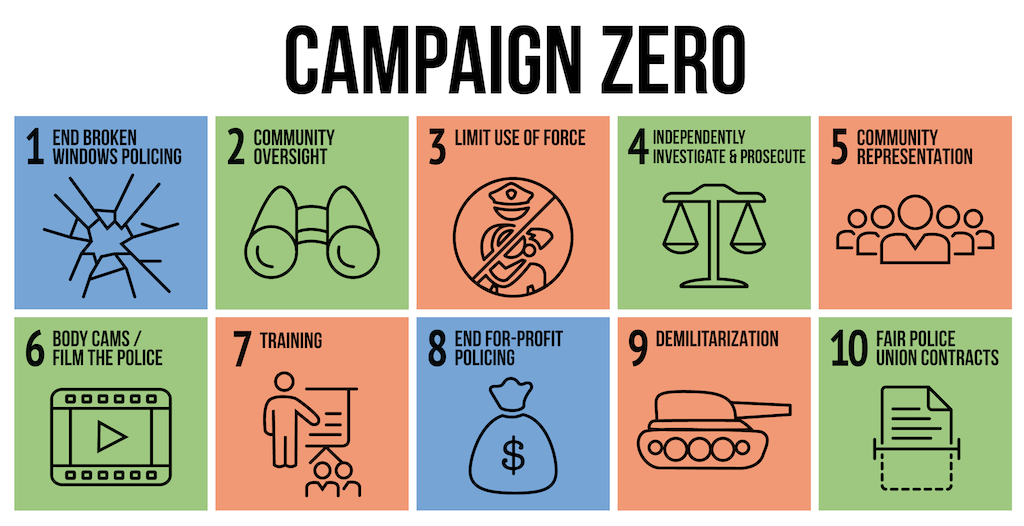 CAMPAIGN ZERO
1 END BROKEN
WINDOWS POLICING
2 COMMUNITY
OVERSIGHT
3 LIMIT USE OF FORCE
4 INDEPENDENTLY
INVESTIGATE & PROSECUTE
5 COMMUNITY
REPRESENTATION
6 BODY CAMS /
FILM THE POLICE
7 TRAINING
8 END FOR-PROFIT
POLICING
$
9 DEMILITARIZATION
10 FAIR POLICE
UNION CONTRACTS